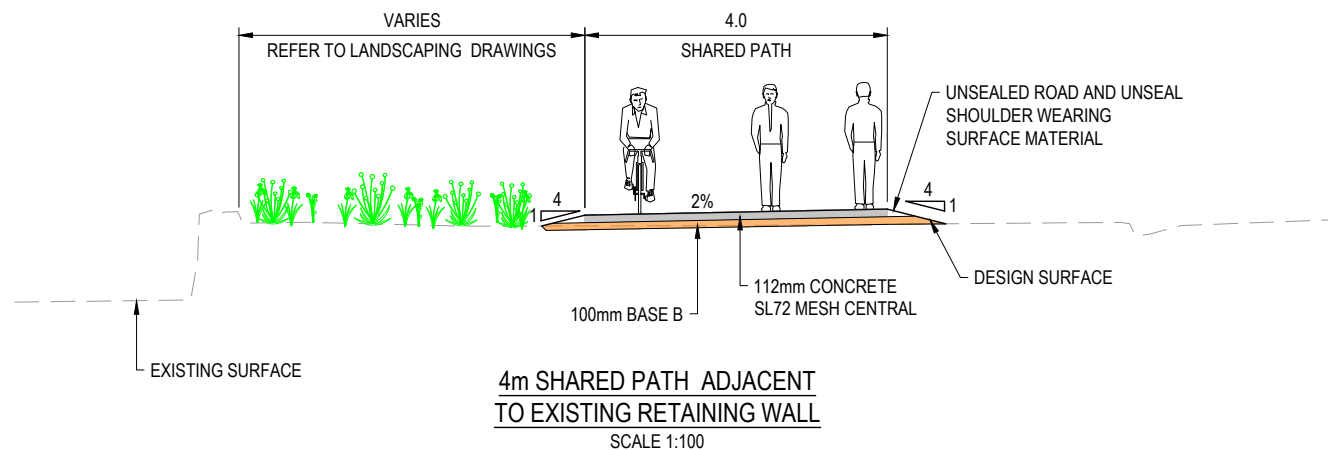 VARIES
4.0
REFER TO LANDSCAPING DRAWINGS
SHARED PATH
UNSEALED ROAD AND UNSEAL
SHOULDER WEARING
SURFACE MATERIAL
4
1
2%
4
1
DESIGN SURFACE
112mm CONCRETE
SL72 MESH CENTRAL
100mm BASE B
EXISTING SURFACE
4m SHARED PATH ADJACENT
TO EXISTING RETAINING WALL
SCALE 1:100